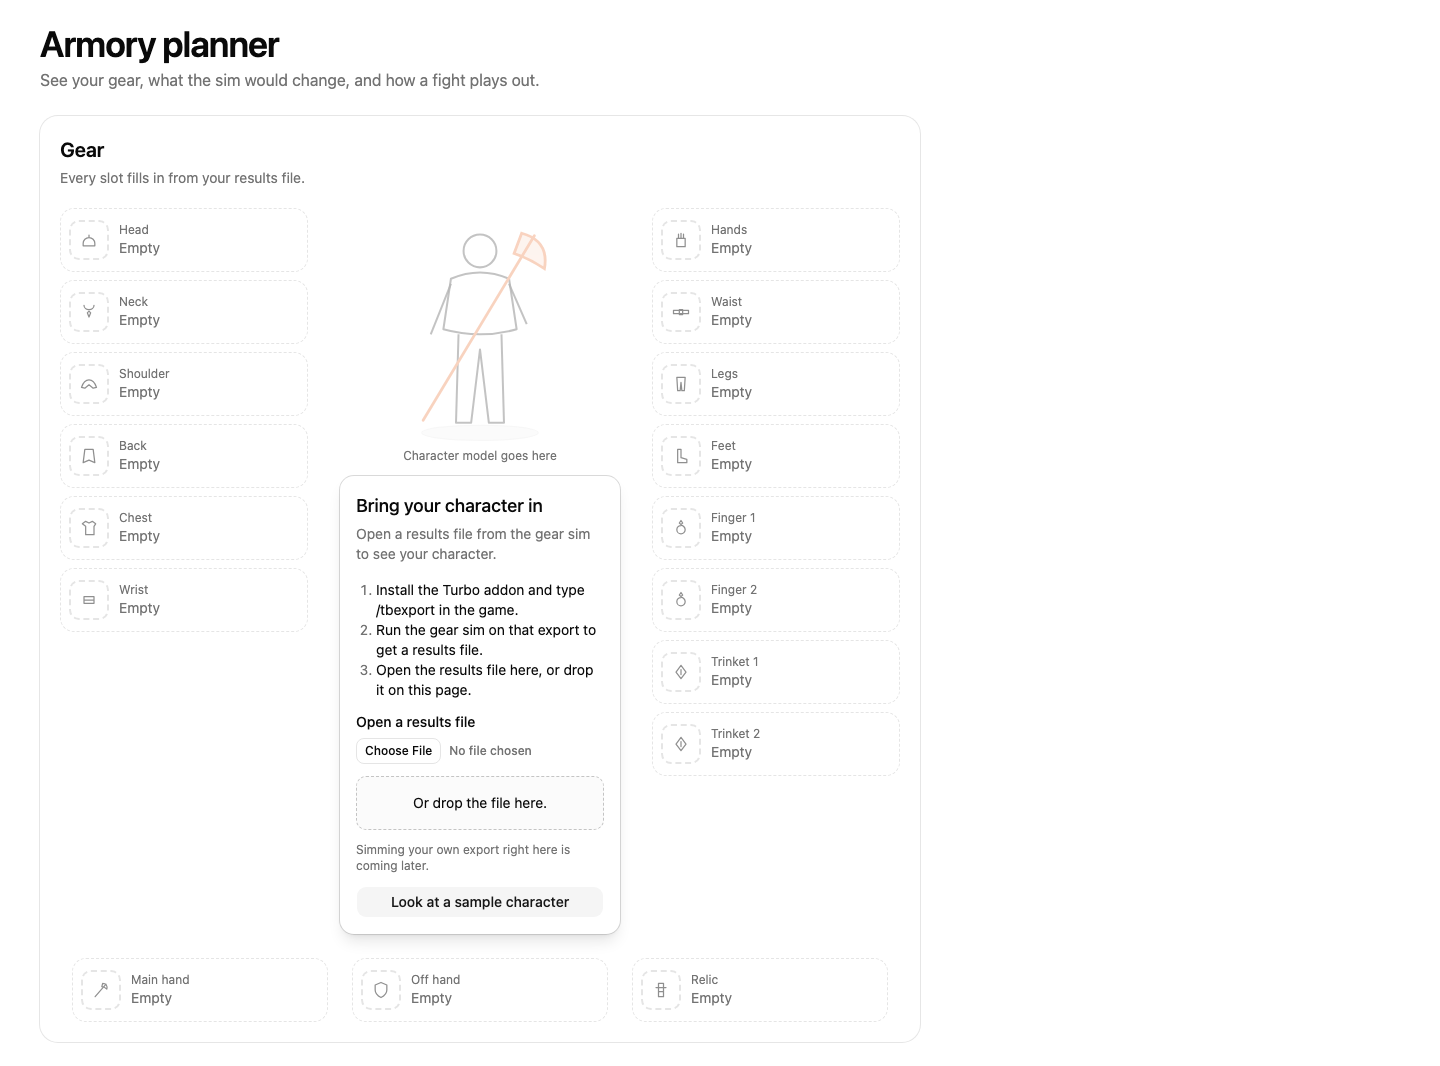 Armory planner
See your gear, what the sim would change, and how a fight plays out.
Gear
Every slot fills in from your results file.
Head
Empty
Neck
Empty
Shoulder
Empty
Back
Empty
Chest
Empty
Wrist
Empty
Character model goes here
Bring your character in
Open a results file from the gear sim
to see your character.
1. Install the Turbo addon and type
/tbexport in the game.
2. Run the gear sim on that export to
get a results file.
3. Open the results file here, or drop
it on this page.
Open a results file
Choose File No file chosen
Or drop the file here.
Simming your own export right here is
coming later.
Look at a sample character
Hands
Empty
Waist
Empty
Legs
Empty
Feet
Empty
Finger 1
Empty
Finger 2
Empty
Trinket 1
Empty
Trinket 2
Empty
Main hand
Empty
Off hand
Empty
Relic
Empty